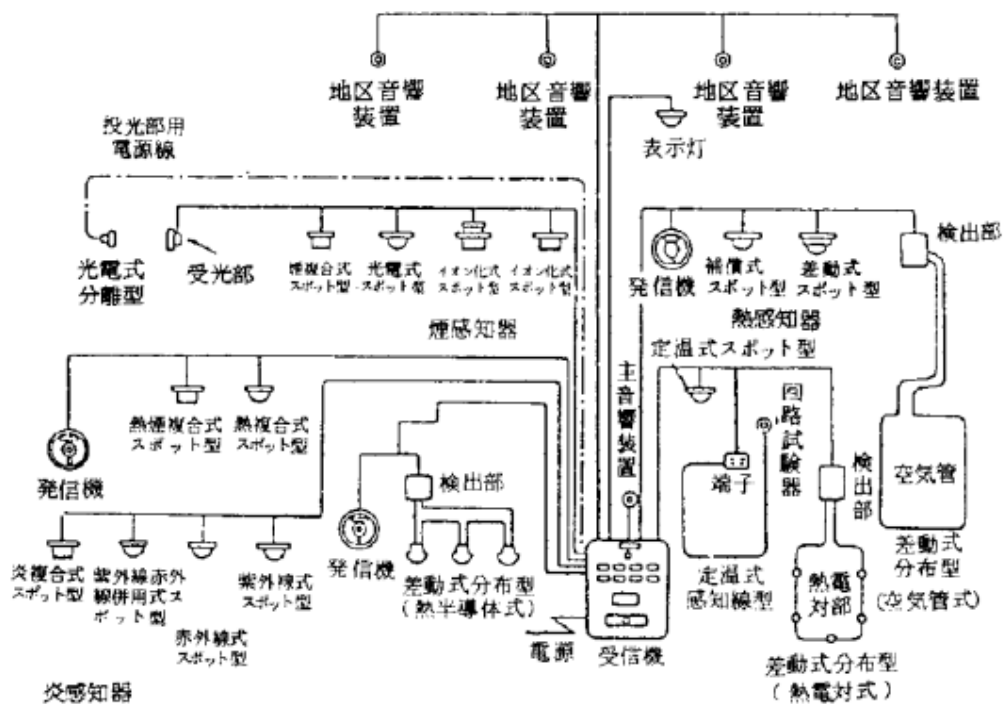 地区音響
装置
地区音響
装置
地区音響
装置
地区音響装置
投光部用
電源線
表示灯
検出部
光電式
分離型
受光部
煙複合式
スポット型
光電式
スポット型
イオン化式
スポット型
イオン化式
スポット型
発信機
補償式
スポット型
差動式
スポット型
煙感知器
熱感知器
定温式スポット型
主音響装置
回路試験器
熱煙複合式
スポット型
熱複合式
スポット型
発信機
検出部
端子
検出部
空気管
炎複合式
スポット型
紫外線赤外
線併用式ス
ポット型
赤外線式
スポット型
紫外線式
スポット型
発信機
差動式分布型
(熱半導体式)
電源
受信機
定温式
感知線型
熱電
対部
差動式
分布型
(空気管式)
差動式分布型
(熱電対式)
炎感知器